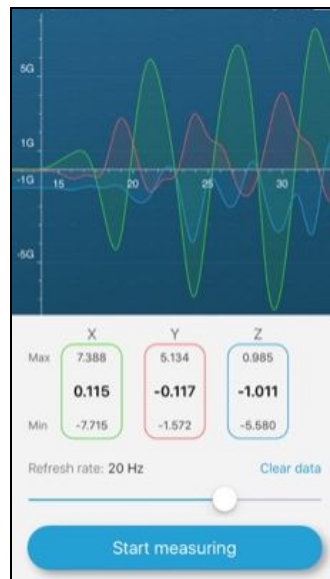 5G
1G
-1G
15 20 25 30
-5G
X Y Z
Max 7.388 5.134 0.985
0.115 -0.117 -1.011
Min -7.715 -1.572 -5.580
Refresh rate: 20 Hz Clear data
Start measuring